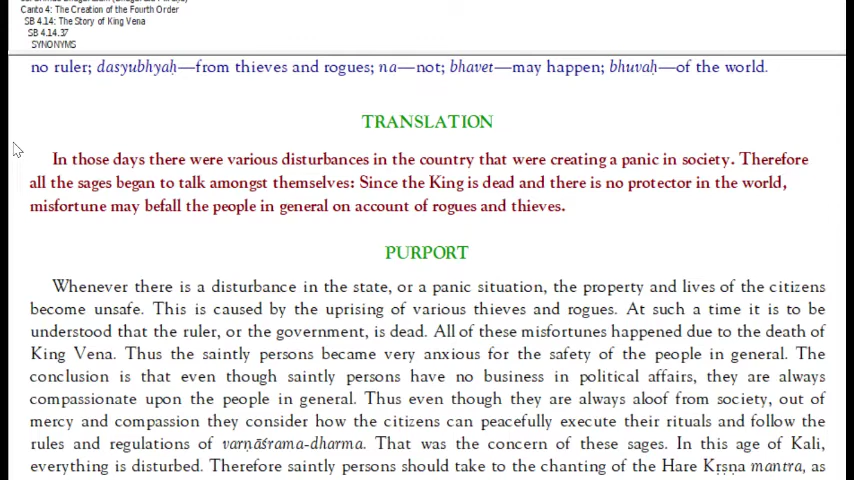 Canto 4: The Creation of the Fourth Order
SB 4.14: The Story of King Vena
SB 4.14.37
SYNONYMS
no ruler; dasyubhyaḥ—from thieves and rogues; na—not; bhavet—may happen; bhuvaḥ—of the world.
TRANSLATION
In those days there were various disturbances in the country that were creating a panic in society. Therefore
all the sages began to talk amongst themselves: Since the King is dead and there is no protector in the world,
misfortune may befall the people in general on account of rogues and thieves.
PURPORT
Whenever there is a disturbance in the state, or a panic situation, the property and lives of the citizens
become unsafe. This is caused by the uprising of various thieves and rogues. At such a time it is to be
understood that the ruler, or the government, is dead. All of these misfortunes happened due to the death of
King Vena. Thus the saintly persons became very anxious for the safety of the people in general. The
conclusion is that even though saintly persons have no business in political affairs, they are always
compassionate upon the people in general. Thus even though they are always aloof from society, out of
mercy and compassion they consider how the citizens can peacefully execute their rituals and follow the
rules and regulations of varṇāśrama-dharma. That was the concern of these sages. In this age of Kali,
everything is disturbed. Therefore saintly persons should take to the chanting of the Hare Kṛṣṇa mantra, as